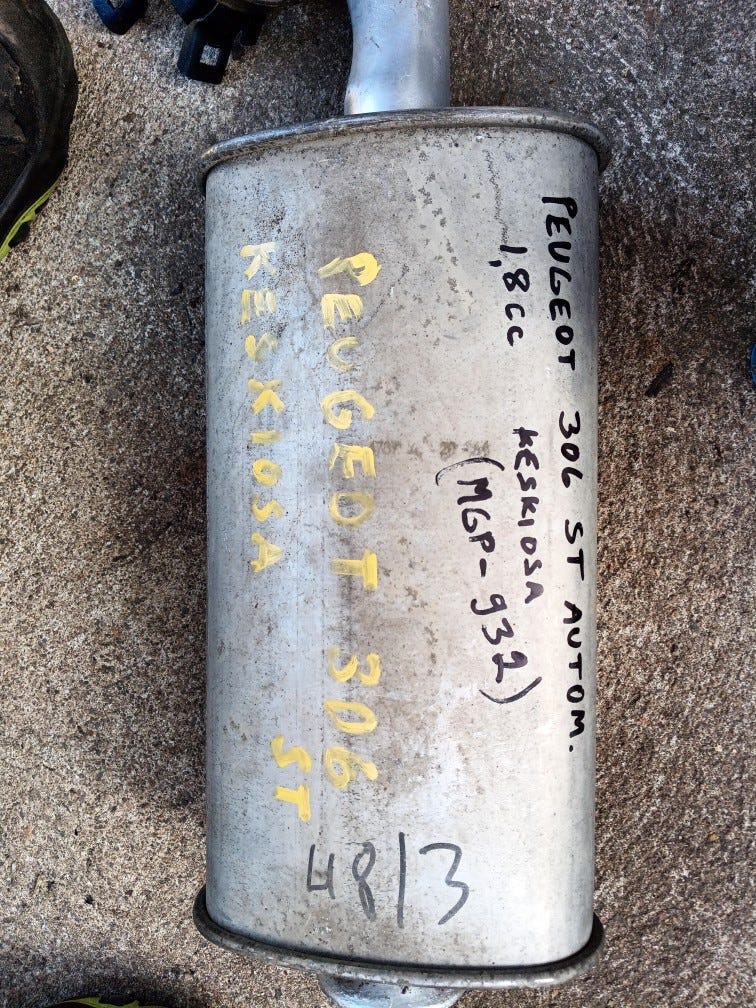 PEUGEOT 306 ST AUTOM.
1,8cc KESKIOSA
(MGP-932)
PEUGEOT 306
KESKIOSA ST
4813